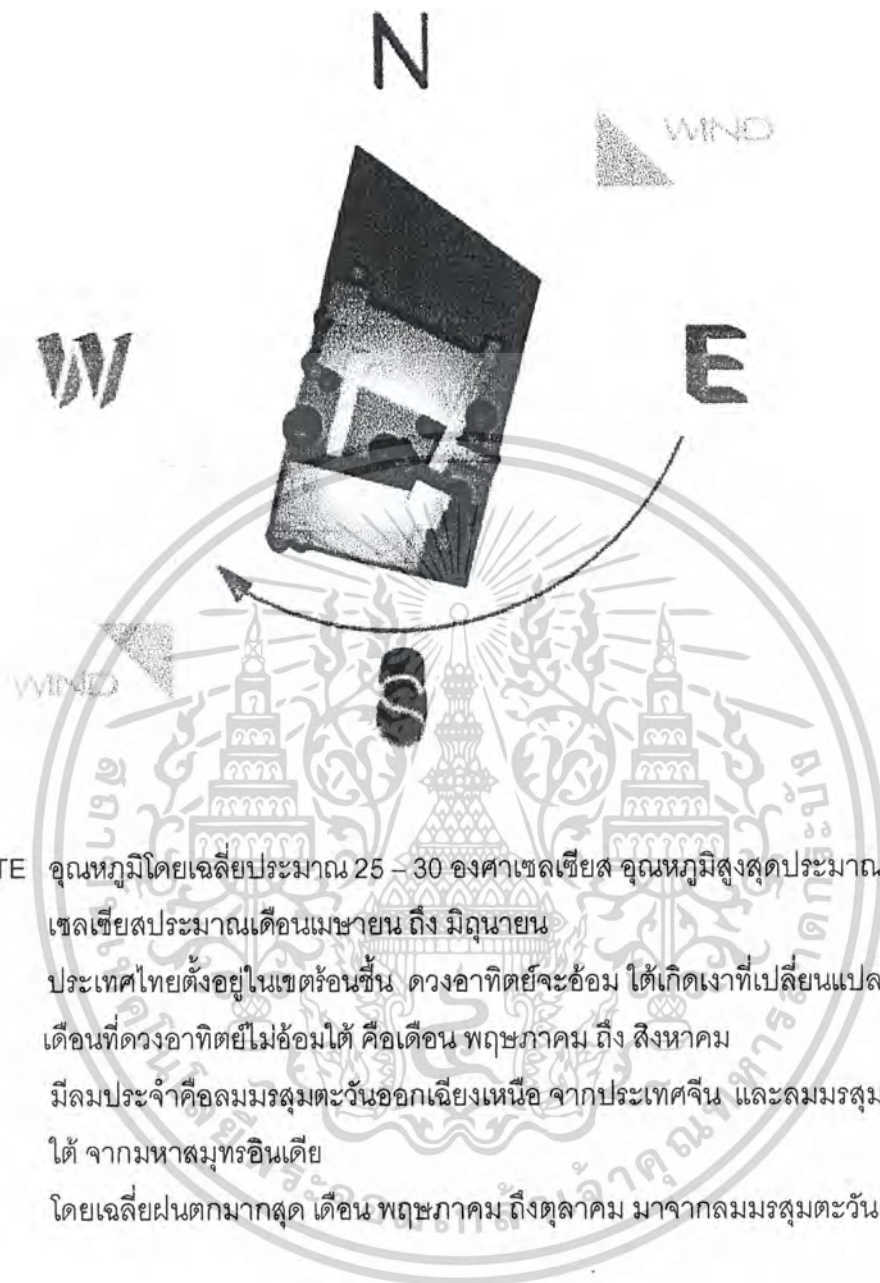 N
WIND
W
E
WIND
S
TE อุณหภูมิโดยเฉลี่ยประมาณ 25 – 30 องศาเซลเซียส อุณหภูมิสูงสุดประมาณ
เซลเซียสประมาณเดือนเมษายน ถึง มิถุนายน
ประเทศไทยตั้งอยู่ในเขตร้อนชื้น ดวงอาทิตย์จะอ้อม ใต้เกิดเงาที่เปลี่ยนแปล
เดือนที่ดวงอาทิตย์ไม่อ้อมใต้ คือเดือน พฤษภาคม ถึง สิงหาคม
มีลมประจำคือลมมรสุมตะวันออกเฉียงเหนือ จากประเทศจีน และลมมรสุม
ใต้ จากมหาสมุทรอินเดีย
โดยเฉลี่ยฝนตกมากสุด เดือน พฤษภาคม ถึงตุลาคม มาจากลมมรสุมตะวัน